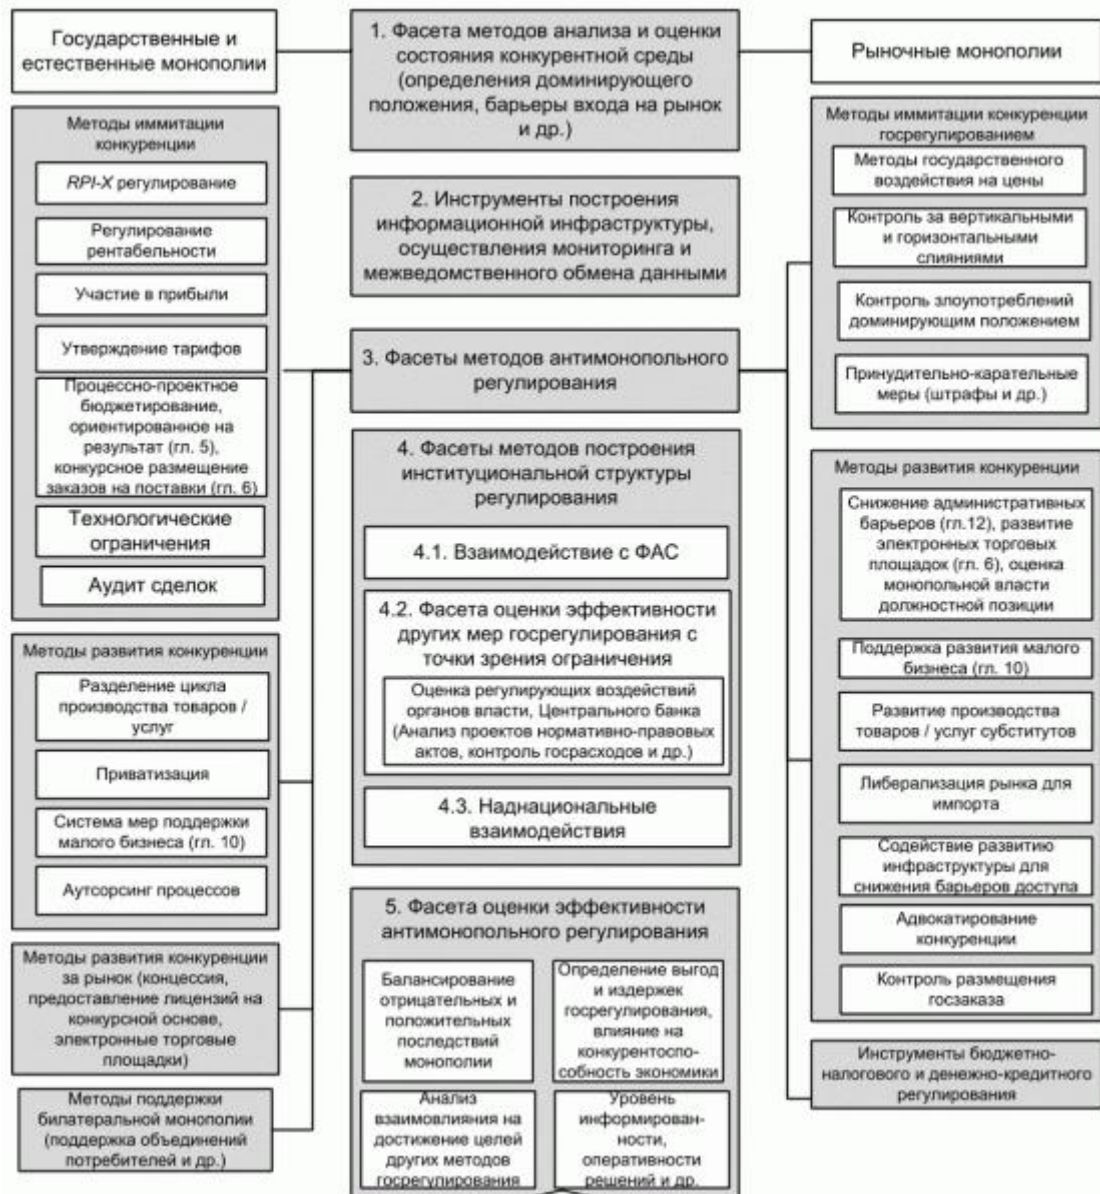 Государственные и
естественные монополии
Методы иммитации
конкуренции
RPI-X регулирование
Регулирование
рентабельности
Участие в прибыли
Утверждение тарифов
Процессно-проектное
бюджетирование,
ориентированное на
результат (гл. 5),
конкурсное размещение
заказов на поставки (гл. 6)
Технологические
ограничения
Аудит сделок
Методы развития конкуренции
Разделение цикла
производства товаров /
услуг
Приватизация
Система мер поддержки
малого бизнеса (гл. 10)
Аутсорсинг процессов
Методы развития конкуренции
за рынок (концессия,
предоставление лицензий на
конкурсной основе,
электронные торговые
площадки)
Методы поддержки
билатеральной монополии
(поддержка объединений
потребителей и др.)
1. Фасета методов анализа и оценки
состояния конкурентной среды
(определения доминирующего
положения, барьеры входа на рынок
и др.)
2. Инструменты построения
информационной инфраструктуры,
осуществления мониторинга и
межведомственного обмена данными
3. Фасеты методов антимонопольного
регулирования
4. Фасеты методов построения
институциональной структуры
регулирования
4.1. Взаимодействие с ФАС
4.2. Фасета оценки эффективности
других мер госрегулирования с
точки зрения ограничения
Оценка регулирующих воздействий
органов власти, Центрального банка
(Анализ проектов нормативно-правовых
актов, контроль госрасходов и др.)
4.3. Наднациональные
взаимодействия
5. Фасета оценки эффективности
антимонопольного регулирования
Балансирование
отрицательных и
положительных
последствий
монополии
Определение выгод
и издержек
госрегулирования,
влияние на
конкурентоспо-
собность экономики
Анализ
взаимовлияния на
достижение целей
других методов
госрегулирования
Уровень
информирован-
ности,
оперативности
решений и др.
Рыночные монополии
Методы иммитации конкуренции
госрегулированием
Методы государственного
воздействия на цены
Контроль за вертикальными
и горизонтальными
слияниями
Контроль злоупотреблений
доминирующим положением
Принудительно-карательные
меры (штрафы и др.)
Методы развития конкуренции
Снижение административных
барьеров (гл.12), развитие
электронных торговых
площадок (гл. 6), оценка
монопольной власти
должностной позиции
Поддержка развития малого
бизнеса (гл. 10)
Развитие производства
товаров / услуг субститутов
Либерализация рынка для
импорта
Содействие развитию
инфраструктуры для
снижения барьеров доступа
Адвокатирование
конкуренции
Контроль размещения
госзаказа
Инструменты бюджетно-
налогового и денежно-кредитного
регулирования